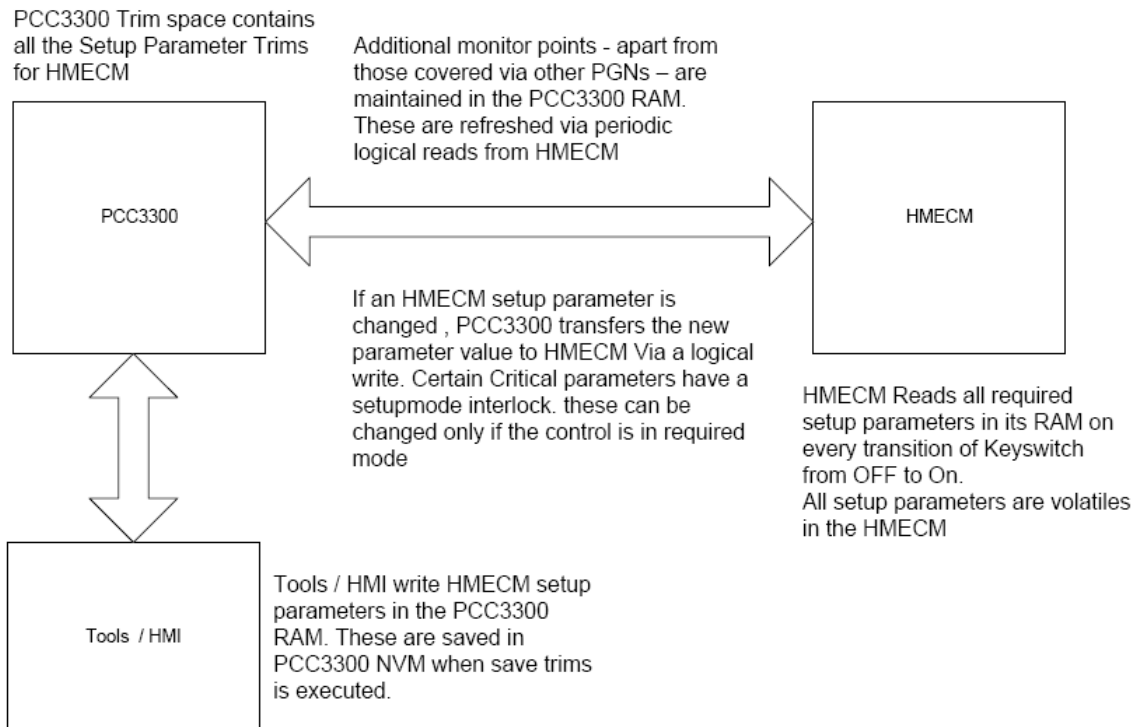 PCC3300 Trim space contains
all the Setup Parameter Trims
for HMECM
Additional monitor points - apart from
those covered via other PGNs – are
maintained in the PCC3300 RAM.
These are refreshed via periodic
logical reads from HMECM
PCC3300
HMECM
If an HMECM setup parameter is
changed , PCC3300 transfers the new
parameter value to HMECM Via a logical
write. Certain Critical parameters have a
setupmode interlock. these can be
changed only if the control is in required
mode
HMECM Reads all required
setup parameters in its RAM on
every transition of Keyswitch
from OFF to On.
All setup parameters are volatiles
in the HMECM
Tools / HMI
Tools / HMI write HMECM setup
parameters in the PCC3300
RAM. These are saved in
PCC3300 NVM when save trims
is executed.